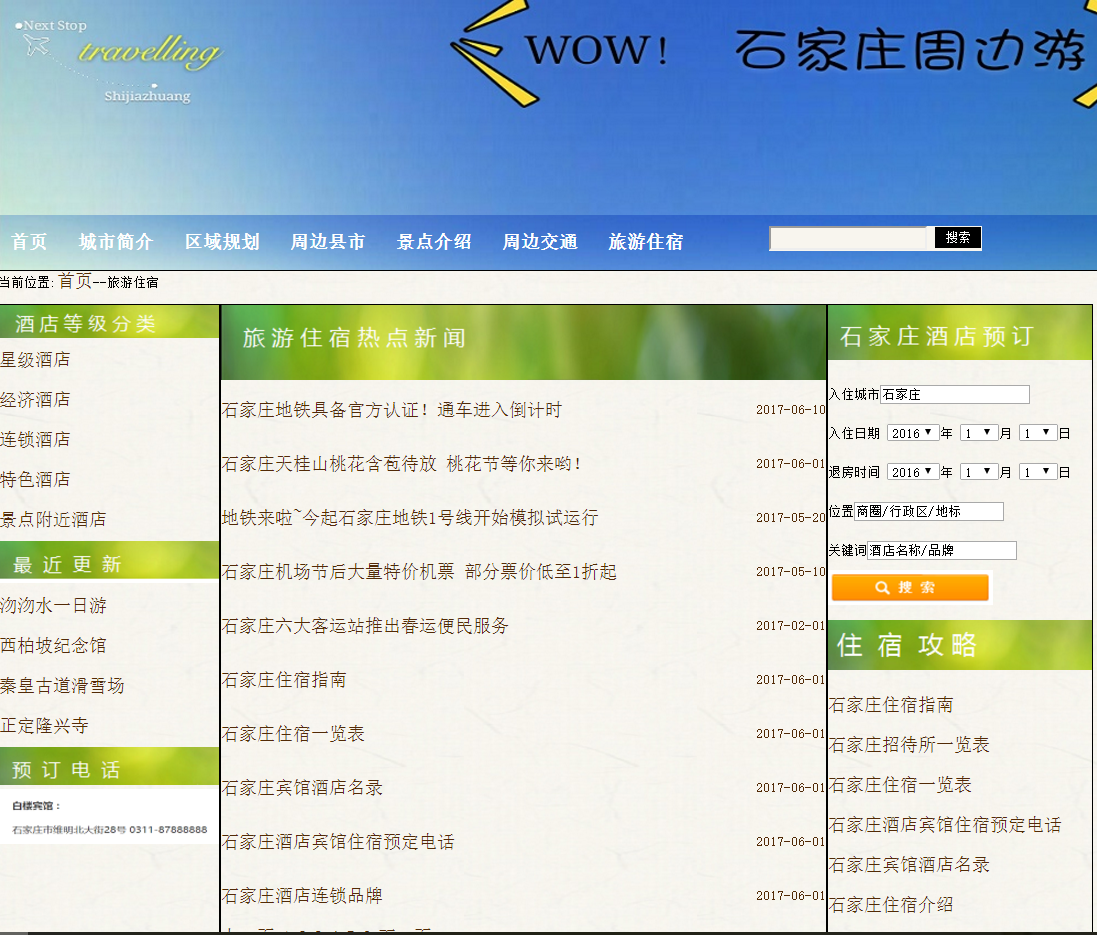 Next Stop
travelling
Shijiazhuang
WOW! 石家庄周边游
首页 城市简介 区域规划 周边县市 景点介绍 周边交通 旅游住宿 搜索
当前位置: 首页--旅游住宿
酒店等级分类
星级酒店
经济酒店
连锁酒店
特色酒店
景点附近酒店
最近更新
沕沕水一日游
西柏坡纪念馆
秦皇古道滑雪场
正定隆兴寺
预订电话
白楼宾馆：
石家庄市维明北大街28号 0311-87888888
旅游住宿热点新闻
石家庄地铁具备官方认证！通车进入倒计时 2017-06-10
石家庄天桂山桃花含苞待放 桃花节等你来哟！ 2017-06-01
地铁来啦~今起石家庄地铁1号线开始模拟试运行 2017-05-20
石家庄机场节后大量特价机票 部分票价低至1折起 2017-05-10
石家庄六大客运站推出春运便民服务 2017-02-01
石家庄住宿指南 2017-06-01
石家庄住宿一览表 2017-06-01
石家庄宾馆酒店名录 2017-06-01
石家庄酒店宾馆住宿预定电话 2017-06-01
石家庄酒店连锁品牌 2017-06-01
石家庄酒店预订
入住城市 石家庄
入住日期 2016 年 1 月 1 日
退房时间 2016 年 1 月 1 日
位置 商圈/行政区/地标
关键词 酒店名称/品牌
搜索
住宿攻略
石家庄住宿指南
石家庄招待所一览表
石家庄住宿一览表
石家庄酒店宾馆住宿预定电话
石家庄宾馆酒店名录
石家庄住宿介绍